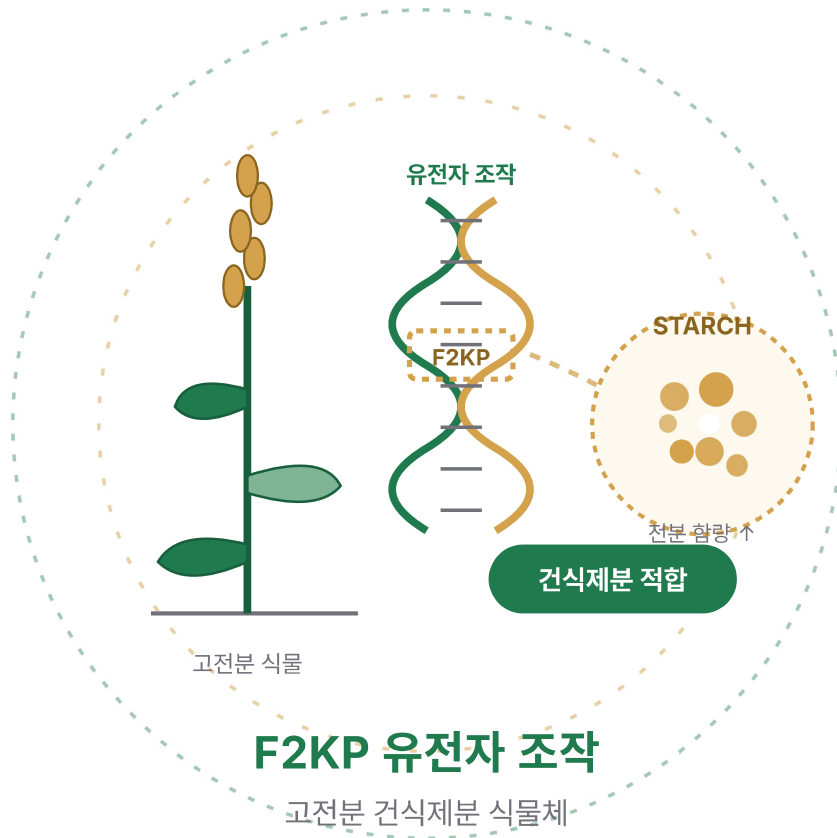 유전자 조작
STARCH
F2KP
전분 함량 ↑
건식제분 적합
고전분 식물
F2KP 유전자 조작
고전분 건식제분 식물체